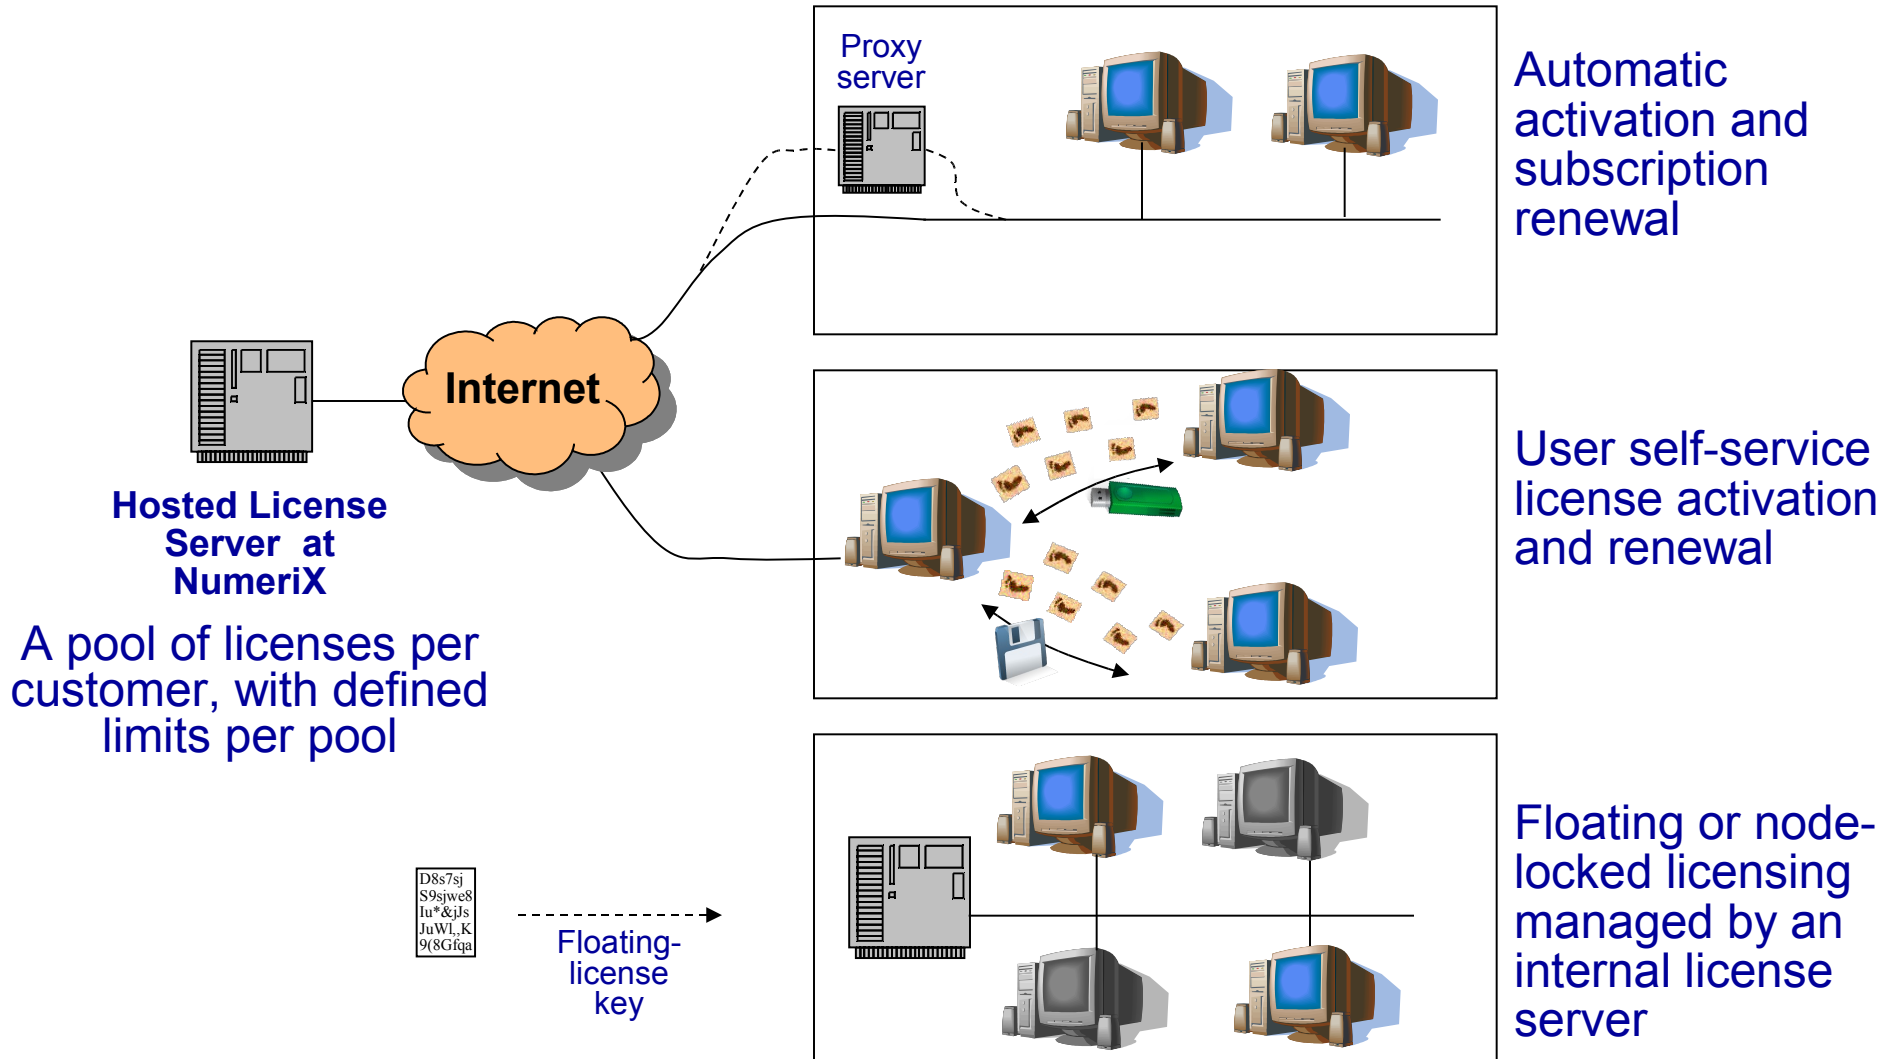 Proxy
server
Automatic
activation and
subscription
renewal
Internet
Hosted License
Server at
NumeriX
A pool of licenses per
customer, with defined
limits per pool
User self-service
license activation
and renewal
D8s7sj
S9sjwe8
Iu*&jJs
JuWl,,K
9(8Gfqa
Floating-
license
key
Floating or node-
locked licensing
managed by an
internal license
server